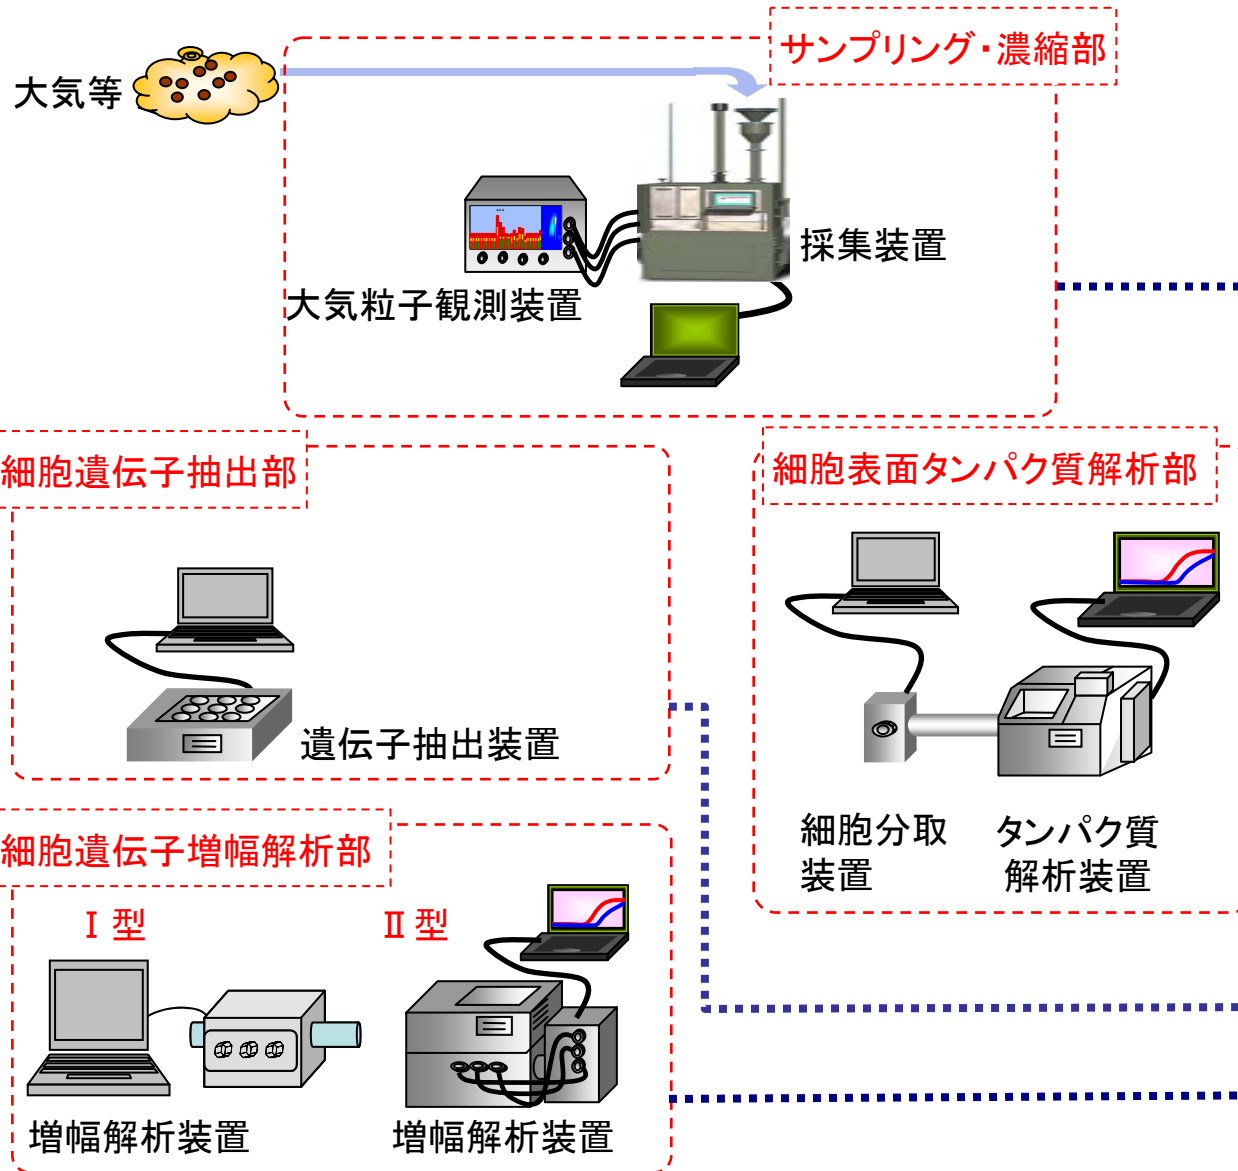 サンプリング・濃縮部
大気等
採集装置
大気粒子観測装置
細胞遺伝子抽出部
遺伝子抽出装置
細胞表面タンパク質解析部
細胞分取
装置
タンパク質
解析装置
細胞遺伝子増幅解析部
Ⅰ型
Ⅱ型
増幅解析装置
増幅解析装置